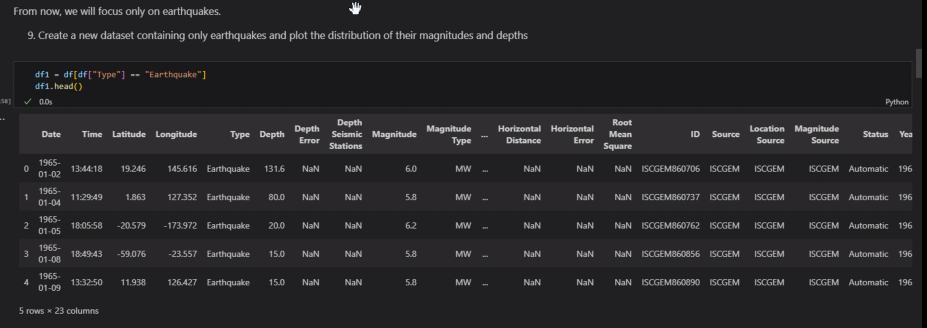 From now, we will focus only on earthquakes.
9. Create a new dataset containing only earthquakes and plot the distribution of their magnitudes and depths
df1 = df[df["Type"] == "Earthquake"]
df1.head()
58] ✓ 0.0s Python
... Date Time Latitude Longitude Type Depth Depth Error Depth Seismic Stations Magnitude Magnitude Type ... Horizontal Distance Horizontal Error Root Mean Square ID Source Location Source Magnitude Source Status Yea
0 1965-01-02 13:44:18 19.246 145.616 Earthquake 131.6 NaN NaN 6.0 MW ... NaN NaN NaN ISCGEM860706 ISCGEM ISCGEM ISCGEM Automatic 196
1 1965-01-04 11:29:49 1.863 127.352 Earthquake 80.0 NaN NaN 5.8 MW ... NaN NaN NaN ISCGEM860737 ISCGEM ISCGEM ISCGEM Automatic 196
2 1965-01-05 18:05:58 -20.579 -173.972 Earthquake 20.0 NaN NaN 6.2 MW ... NaN NaN NaN ISCGEM860762 ISCGEM ISCGEM ISCGEM Automatic 196
3 1965-01-08 18:49:43 -59.076 -23.557 Earthquake 15.0 NaN NaN 5.8 MW ... NaN NaN NaN ISCGEM860856 ISCGEM ISCGEM ISCGEM Automatic 196
4 1965-01-09 13:32:50 11.938 126.427 Earthquake 15.0 NaN NaN 5.8 MW ... NaN NaN NaN ISCGEM860890 ISCGEM ISCGEM ISCGEM Automatic 196
5 rows × 23 columns